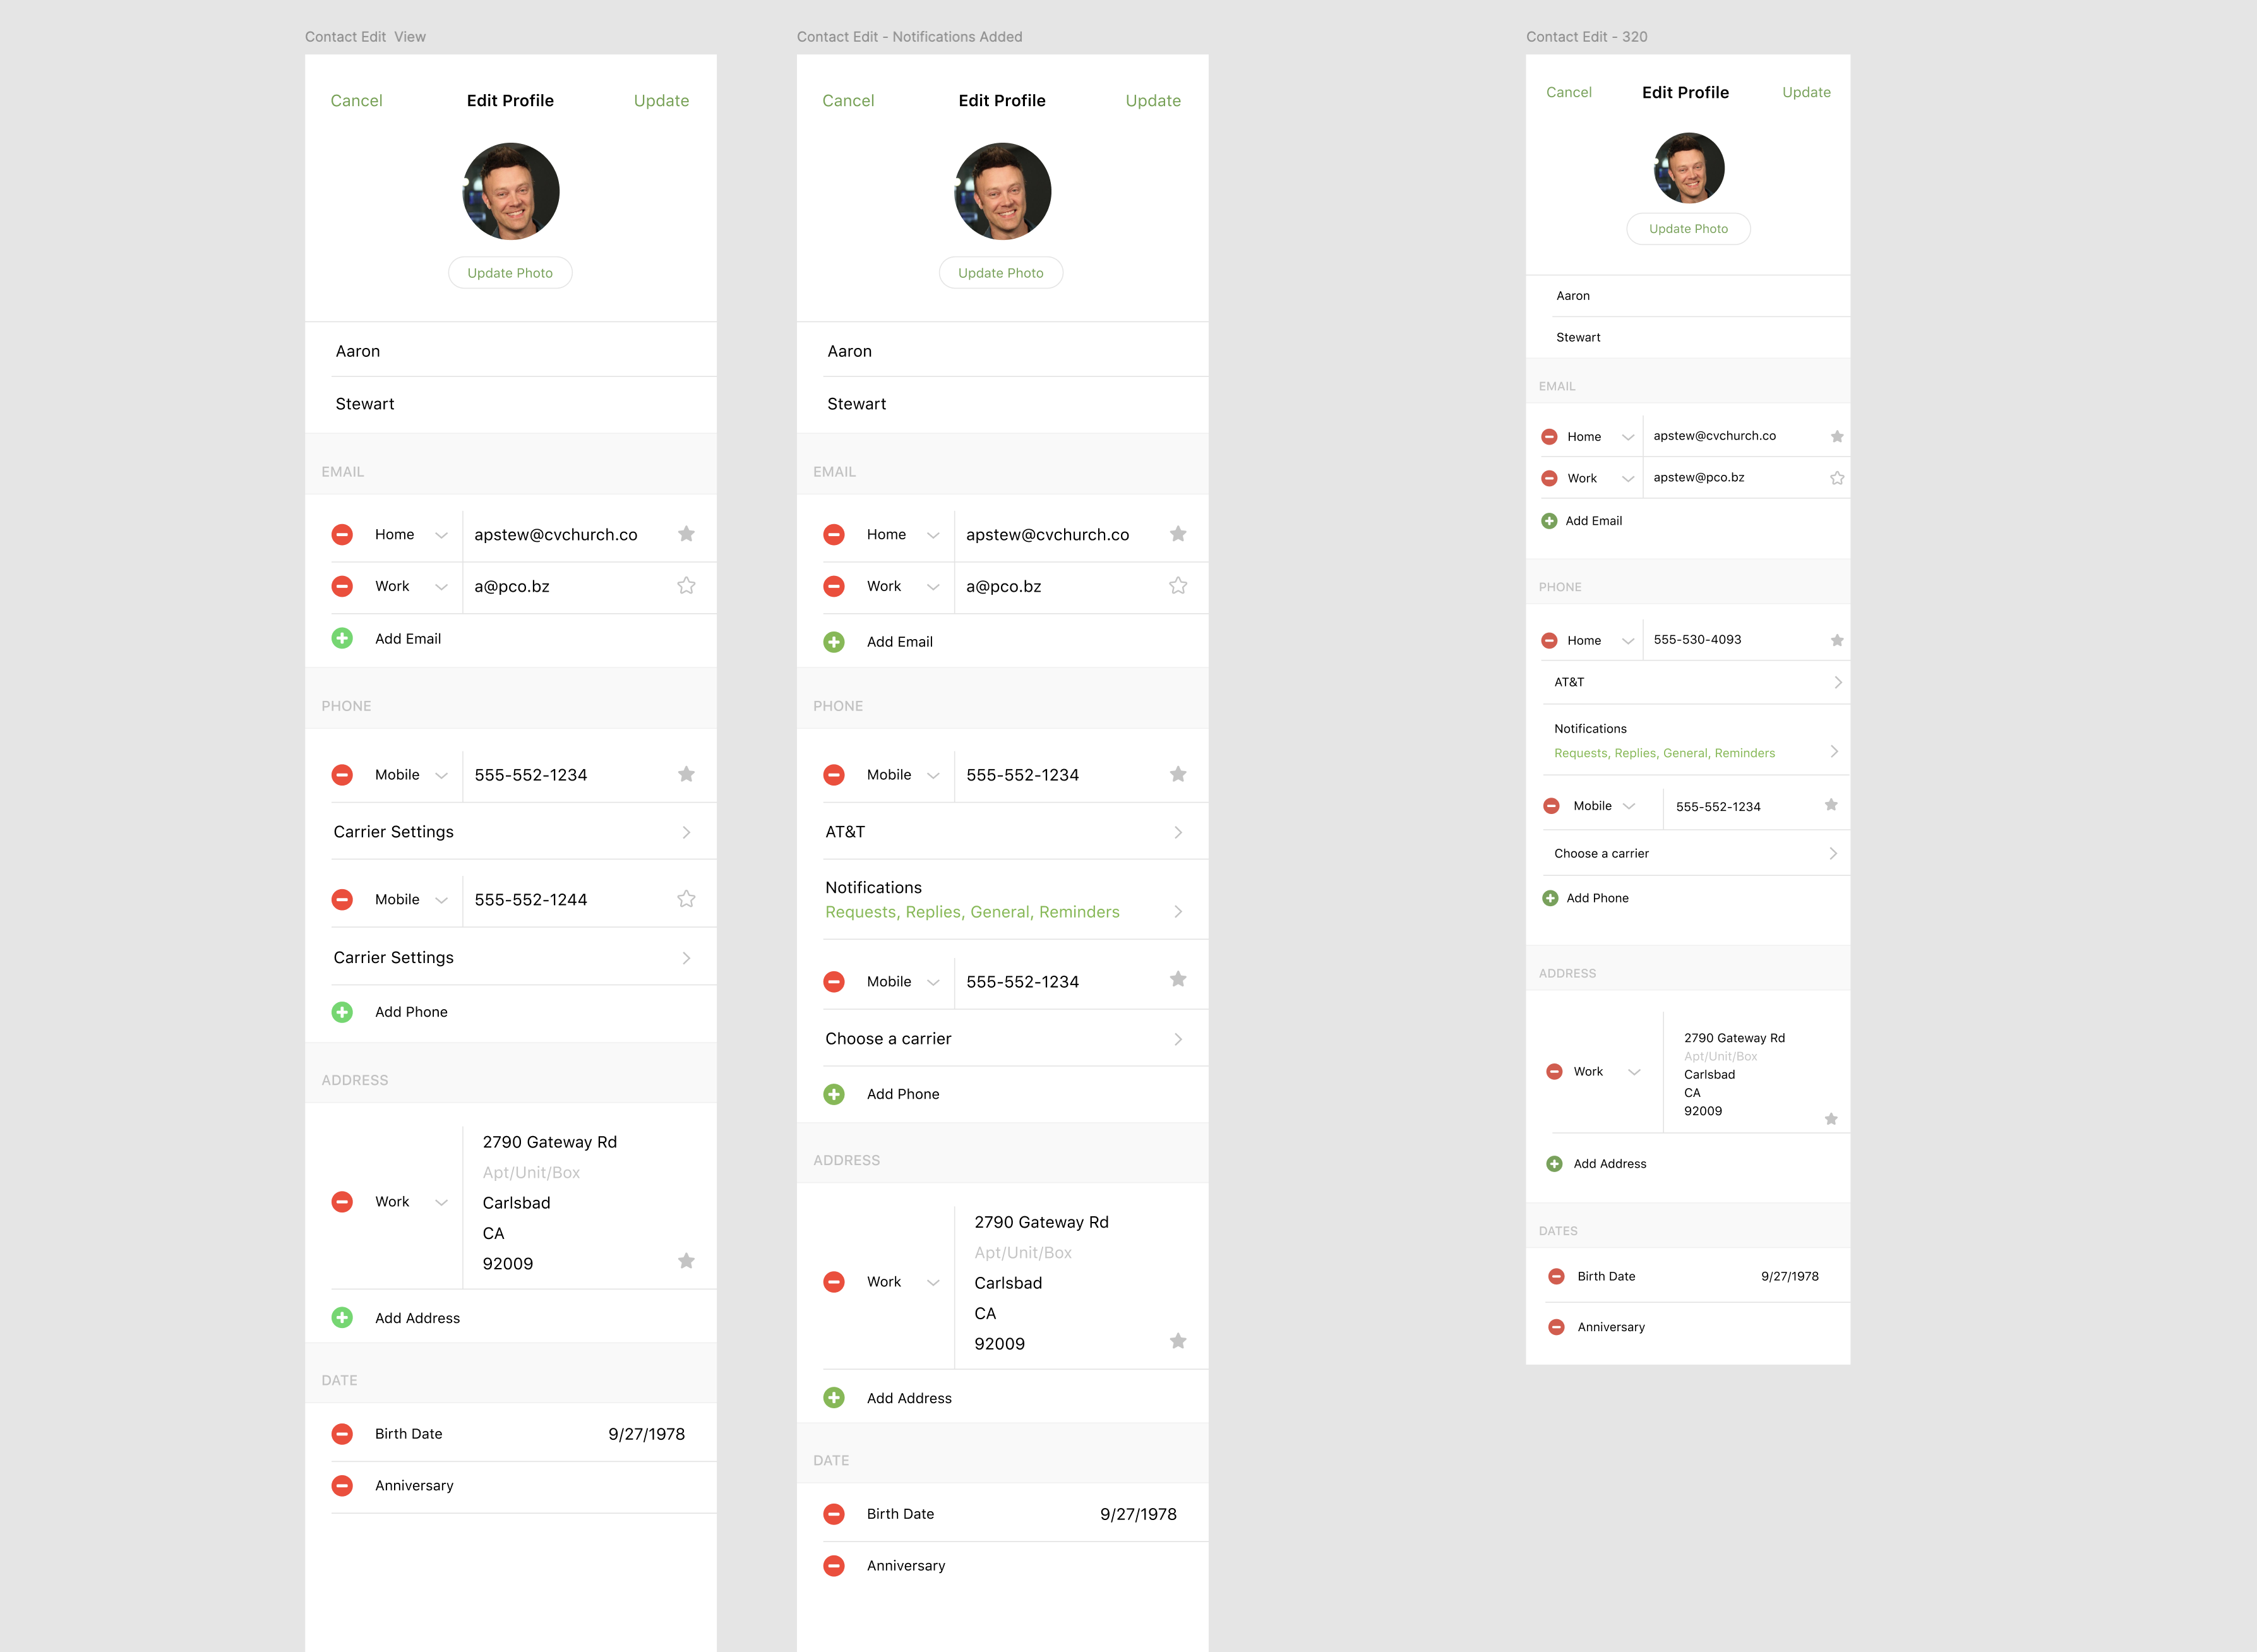 Contact Edit  View
Cancel Edit Profile Update
Update Photo
Aaron
Stewart
EMAIL
Home apstew@cvchurch.co
Work a@pco.bz
Add Email
PHONE
Mobile 555-552-1234
Carrier Settings
Mobile 555-552-1244
Carrier Settings
Add Phone
ADDRESS
2790 Gateway Rd
Apt/Unit/Box
Work Carlsbad
CA
92009
Add Address
DATE
Birth Date 9/27/1978
Anniversary
Contact Edit - Notifications Added
Cancel Edit Profile Update
Update Photo
Aaron
Stewart
EMAIL
Home apstew@cvchurch.co
Work a@pco.bz
Add Email
PHONE
Mobile 555-552-1234
AT&T
Notifications
Requests, Replies, General, Reminders
Mobile 555-552-1234
Choose a carrier
Add Phone
ADDRESS
2790 Gateway Rd
Apt/Unit/Box
Work Carlsbad
CA
92009
Add Address
DATE
Birth Date 9/27/1978
Anniversary
Contact Edit - 320
Cancel Edit Profile Update
Update Photo
Aaron
Stewart
EMAIL
Home apstew@cvchurch.co
Work apstew@pco.bz
Add Email
PHONE
Home 555-530-4093
AT&T
Notifications
Requests, Replies, General, Reminders
Mobile 555-552-1234
Choose a carrier
Add Phone
ADDRESS
2790 Gateway Rd
Apt/Unit/Box
Work Carlsbad
CA
92009
Add Address
DATES
Birth Date 9/27/1978
Anniversary